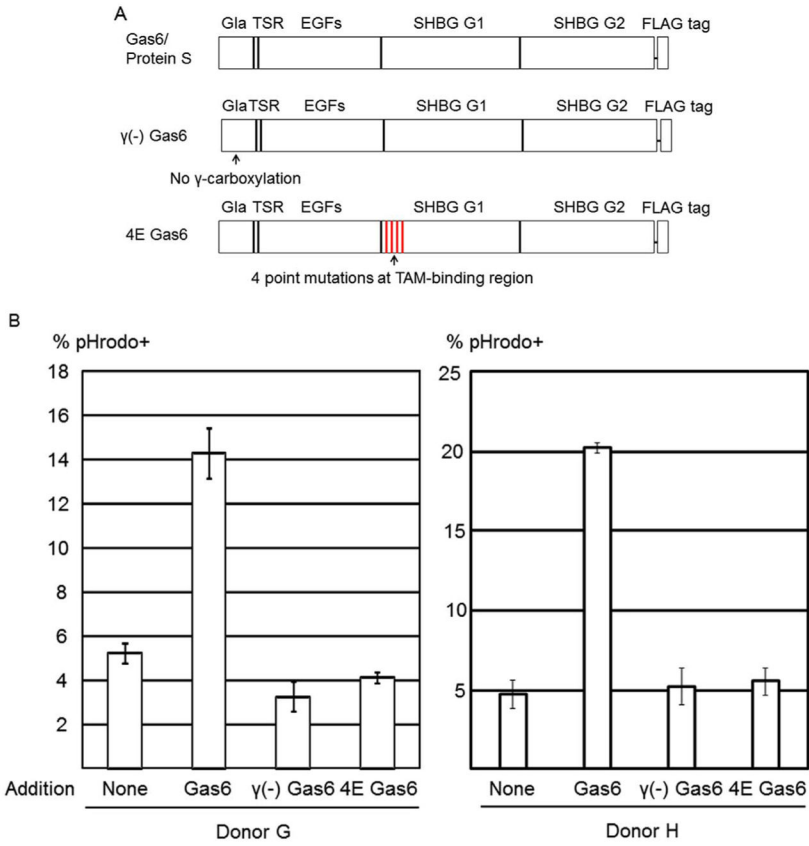 A
Gla TSR EGFs SHBG G1 SHBG G2 FLAG tag
Gas6/
Protein S
Gla TSR EGFs SHBG G1 SHBG G2 FLAG tag
γ(-) Gas6
No γ-carboxylation
Gla TSR EGFs SHBG G1 SHBG G2 FLAG tag
4E Gas6
4 point mutations at TAM-binding region
B
% pHrodo+
18
16
14
12
10
8
6
4
2
Addition None Gas6 γ(-) Gas6 4E Gas6
Donor G
% pHrodo+
25
20
15
10
5
None Gas6 γ(-) Gas6 4E Gas6
Donor H